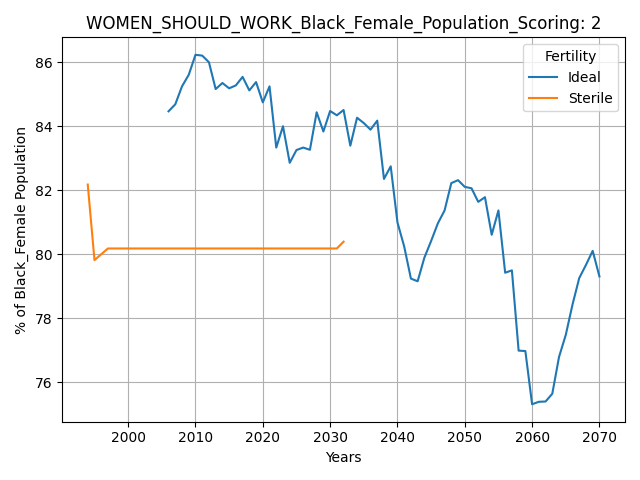 WOMEN_SHOULD_WORK_Black_Female_Population_Scoring: 2
Fertility
Ideal
Sterile
% of Black_Female Population
86
84
82
80
78
76
2000 2010 2020 2030 2040 2050 2060 2070
Years